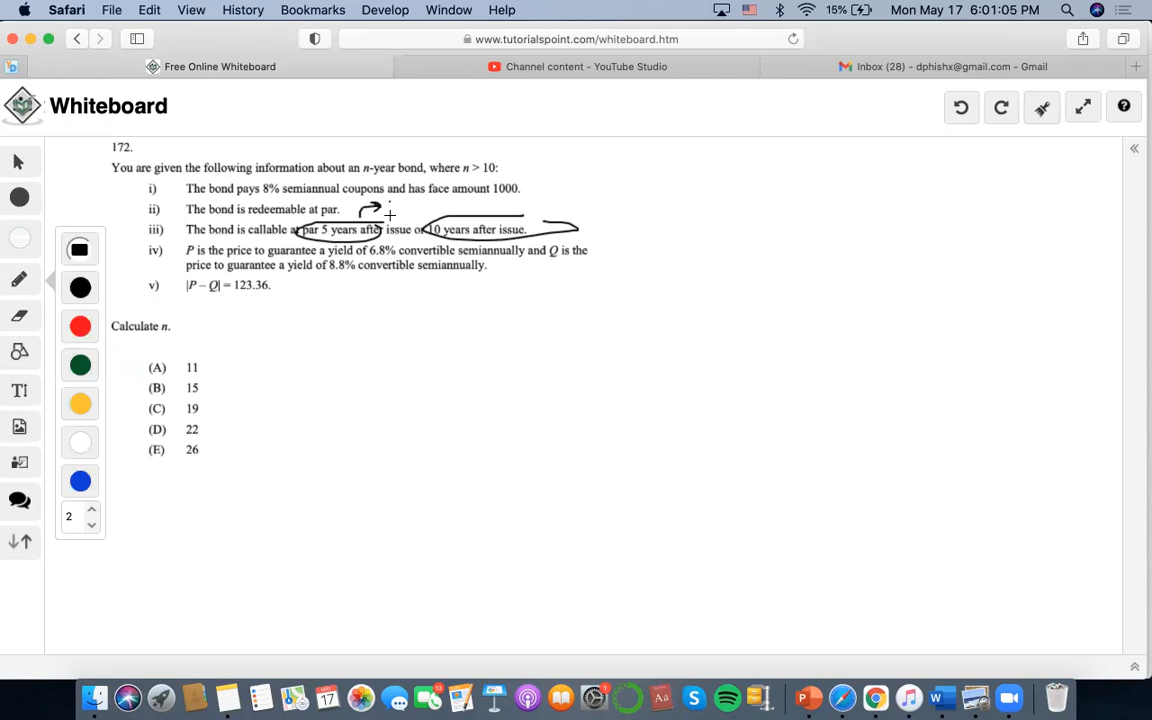 Safari File Edit View History Bookmarks Develop Window Help 15% Mon May 17 6:01:05 PM
www.tutorialspoint.com/whiteboard.htm
Free Online Whiteboard Channel content - YouTube Studio Inbox (28) - dphishx@gmail.com - Gmail
Whiteboard
172.
You are given the following information about an n-year bond, where n > 10:
i) The bond pays 8% semiannual coupons and has face amount 1000.
ii) The bond is redeemable at par.
iii) The bond is callable at par 5 years after issue or 10 years after issue.
iv) P is the price to guarantee a yield of 6.8% convertible semiannually and Q is the
price to guarantee a yield of 8.8% convertible semiannually.
v) |P – Q| = 123.36.
Calculate n.
(A) 11
(B) 15
(C) 19
(D) 22
(E) 26
TI
2
17